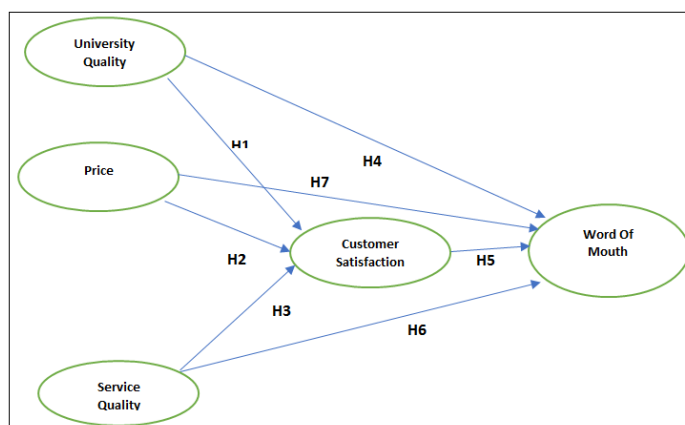 University
Quality
H1
H4
Price
H7
Customer
Satisfaction
Word Of
Mouth
H2
H5
H3
H6
Service
Quality